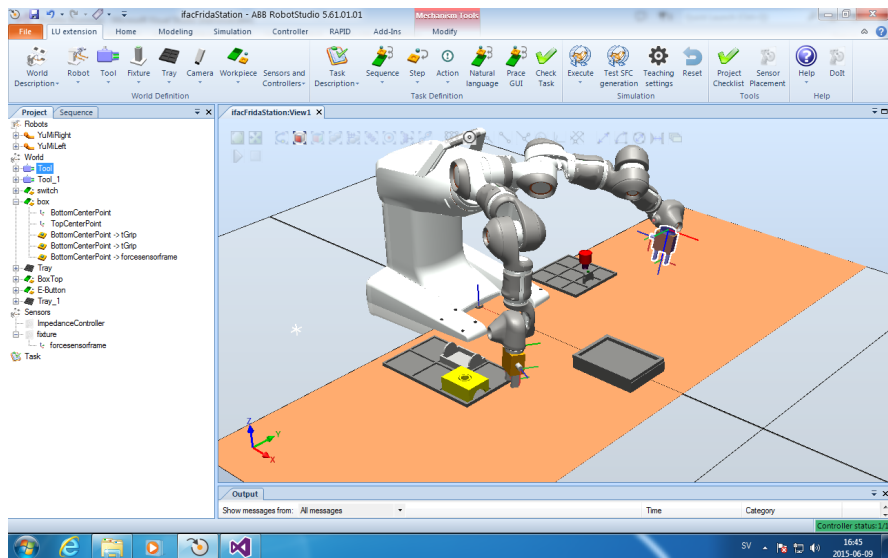 ifacFridaStation - ABB RobotStudio 5.61.01.01
Mechanism Tools
File LU extension Home Modeling Simulation Controller RAPID Add-Ins Modify
World Description Robot Tool Fixture Tray Camera Workpiece Sensors and Controllers Task Description Sequence Step Action Natural language Prace GUI Check Task Execute Test SFC generation Teaching settings Reset Project Checklist Sensor Placement Help DoIt
World Definition Task Definition Simulation Tools Help
Project Sequence
ifacFridaStation:View1
Robots
YuMiRight
YuMiLeft
World
Tool
Tool_1
switch
box
BottomCenterPoint
TopCenterPoint
BottomCenterPoint -> tGrip
BottomCenterPoint -> tGrip
BottomCenterPoint -> forcesensorframe
Tray
BoxTop
E-Button
Tray_1
Sensors
ImpedanceController
fixture
forcesensorframe
Task
Z
Y
X
Output
Show messages from: All messages Time Category
Controller status: 1/1
SV 16:45
2015-06-09